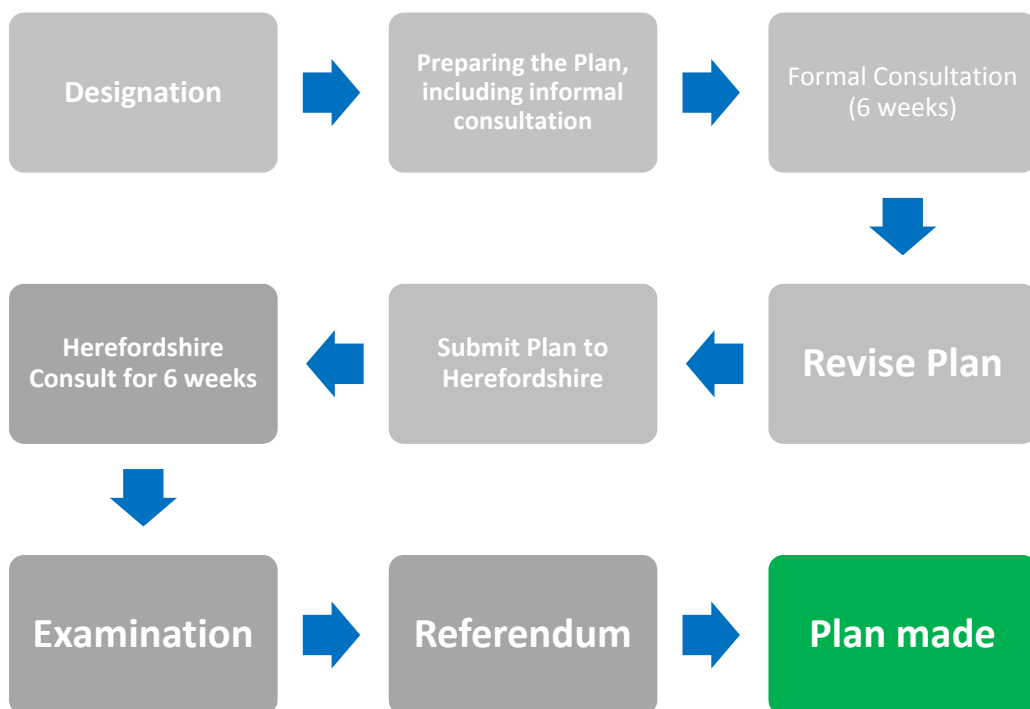 Designation
Preparing the Plan,
including informal
consultation
Formal Consultation
(6 weeks)
Revise Plan
Submit Plan to
Herefordshire
Herefordshire
Consult for 6 weeks
Examination
Referendum
Plan made